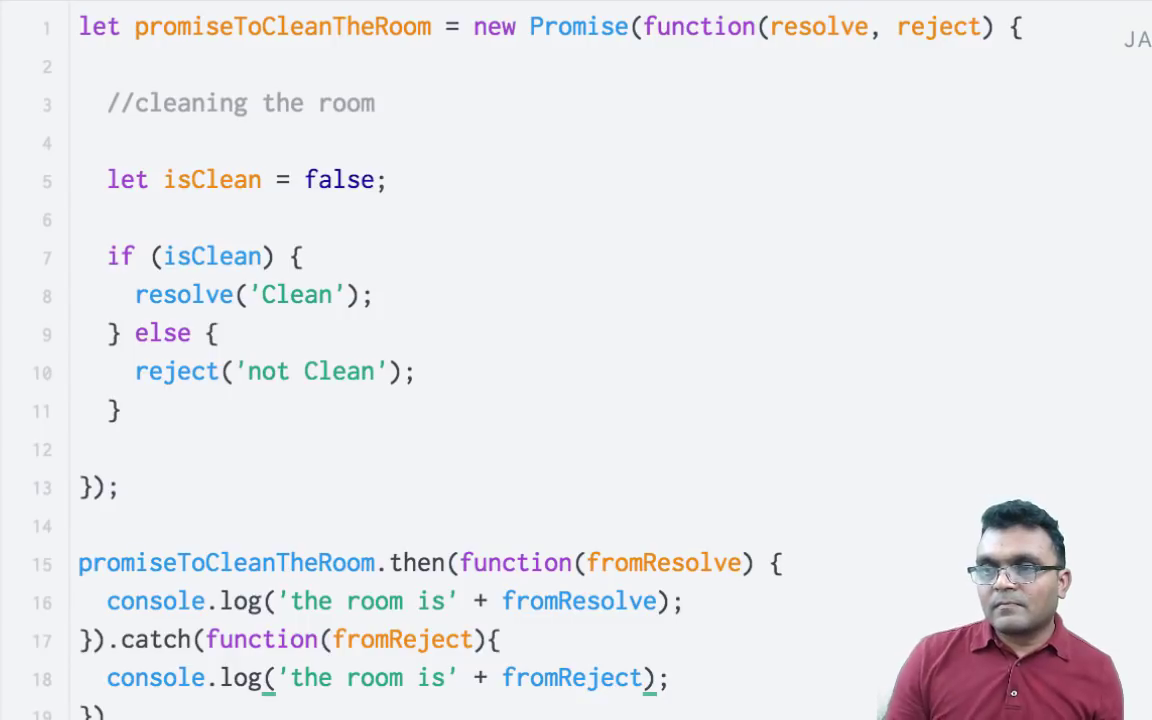 1 let promiseToCleanTheRoom = new Promise(function(resolve, reject) {
JA
2
3 //cleaning the room
4
5 let isClean = false;
6
7 if (isClean) {
8 resolve('Clean');
9 } else {
10 reject('not Clean');
11 }
12
13 });
14
15 promiseToCleanTheRoom.then(function(fromResolve) {
16 console.log('the room is' + fromResolve);
17 }).catch(function(fromReject){
18 console.log('the room is' + fromReject);
19 })